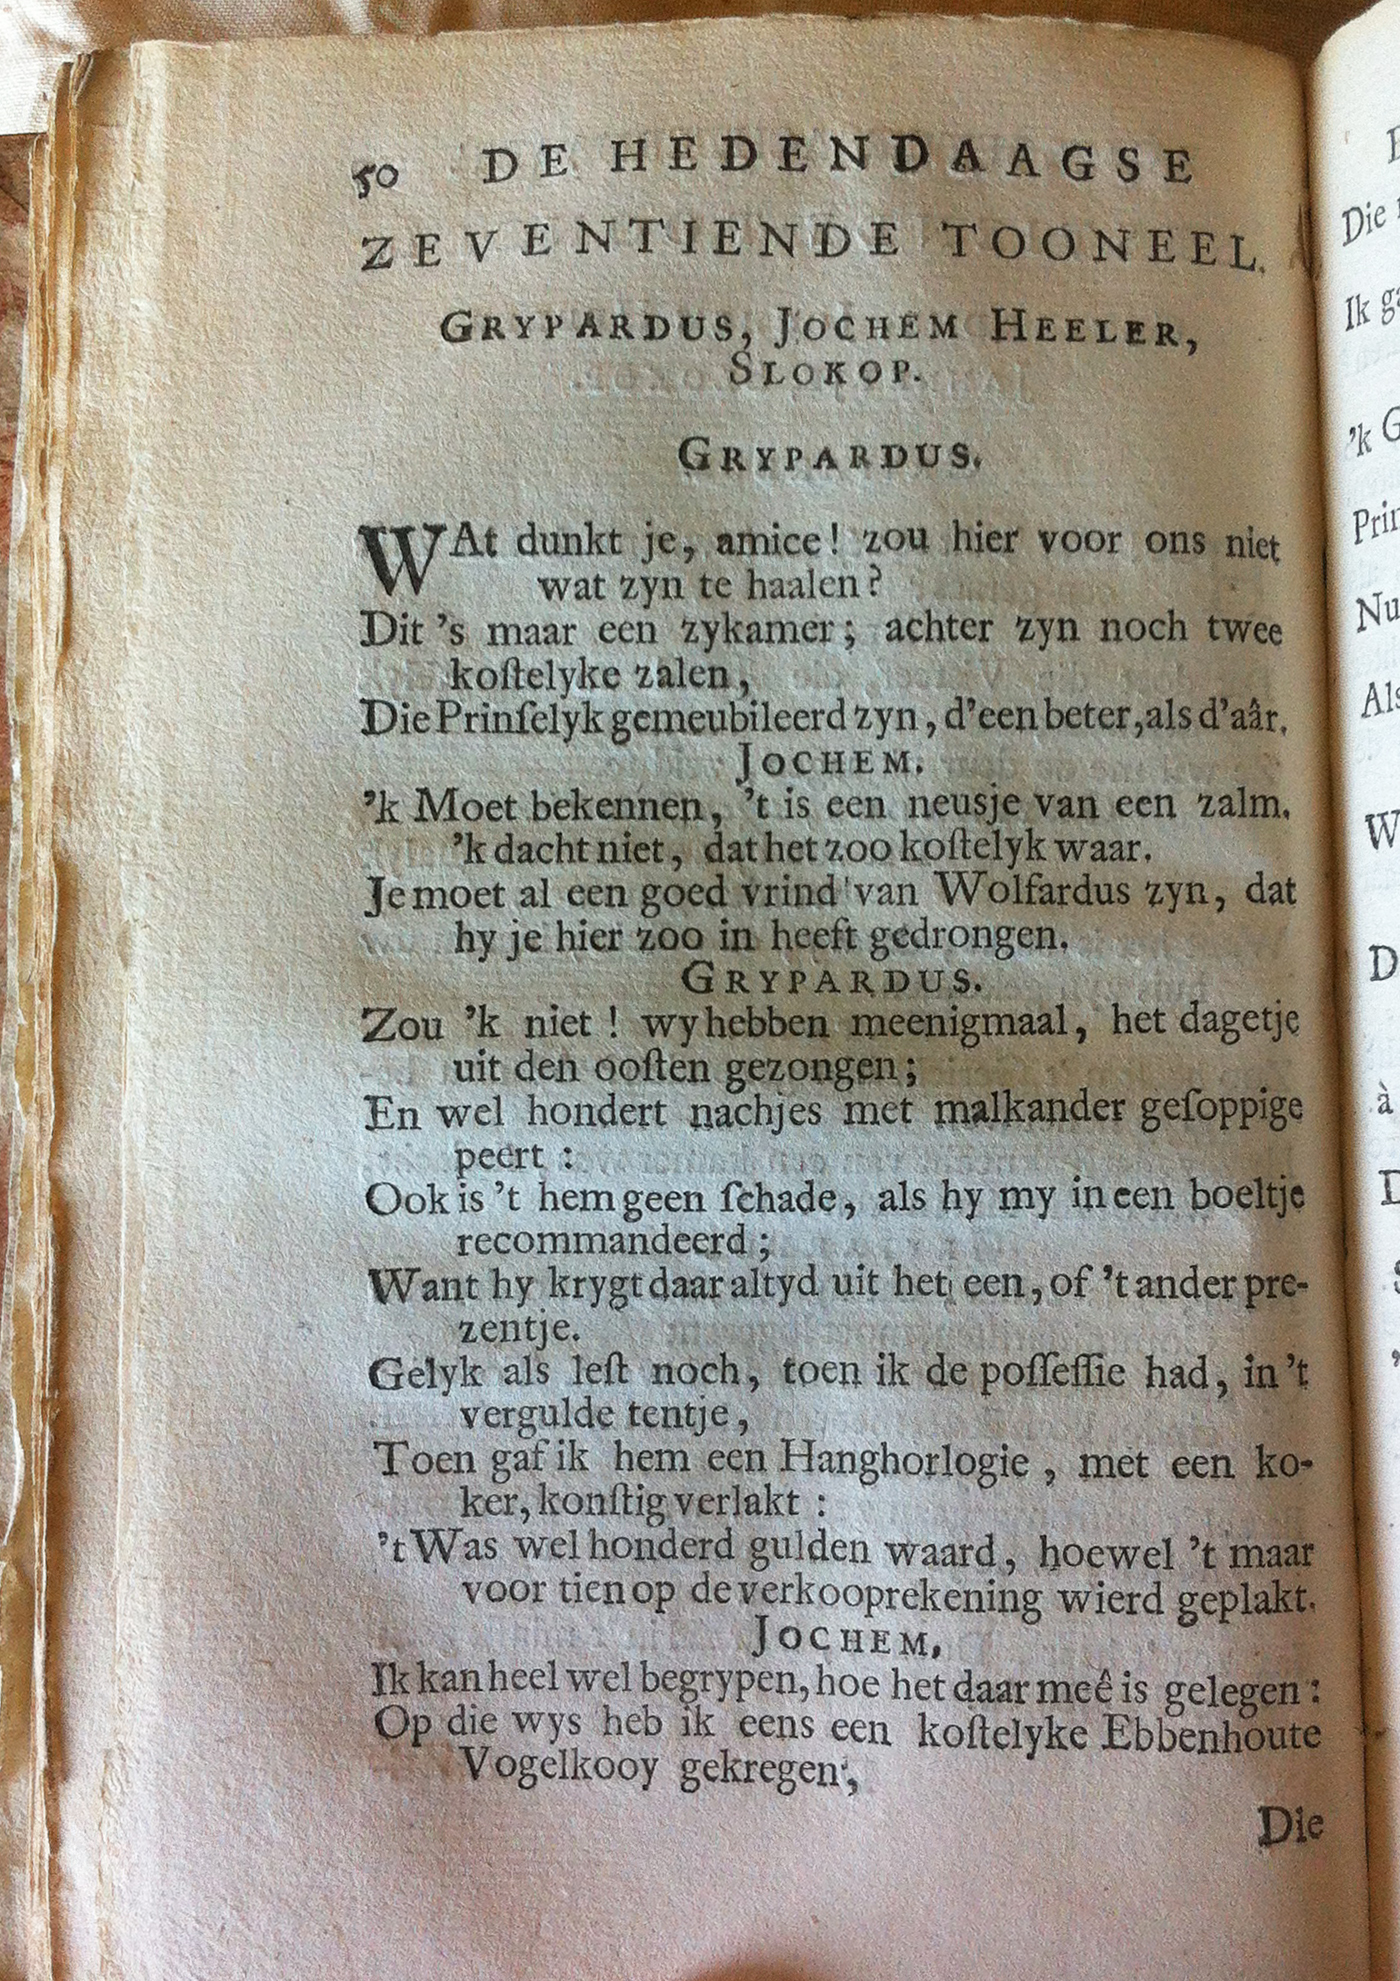 50 DE HEDENDAAGSE
ZEVENTIENDE TOONEEL.
GRYPARDUS, JOCHEM HEELER,
SLOKOP.
GRYPARDUS.
WAt dunkt je, amice! zou hier voor ons niet
wat zyn te haalen?
Dit 's maar een zykamer; achter zyn noch twee
koſtelyke zalen,
Die Prinſelyk gemeubileerd zyn, d'een beter, als d'aâr.
JOCHEM.
'k Moet bekennen, 't is een neusje van een zalm.
'k dacht niet, dat het zoo koſtelyk waar.
Je moet al een goed vrind van Wolfardus zyn, dat
hy je hier zoo in heeft gedrongen.
GRYPARDUS.
Zou 'k niet! wy hebben meenigmaal, het dagetje
uit den ooſten gezongen;
En wel hondert nachjes met malkander geſoppige
peert:
Ook is 't hem geen ſchade, als hy my in een boeltje
recommandeerd;
Want hy krygt daar altyd uit het een, of 't ander pre-
zentje.
Gelyk als leſt noch, toen ik de poſſeſſie had, in 't
vergulde tentje,
Toen gaf ik hem een Hanghorlogie, met een ko-
ker, konſtig verlakt:
't Was wel honderd gulden waard, hoewel 't maar
voor tien op de verkooprekening wierd geplakt.
JOCHEM,
Ik kan heel wel begrypen, hoe het daar meê is gelegen:
Op die wys heb ik eens een koſtelyke Ebbenhoute
Vogelkooy gekregen,
Die
Die
Ik
'k
Nu
Als
D
à